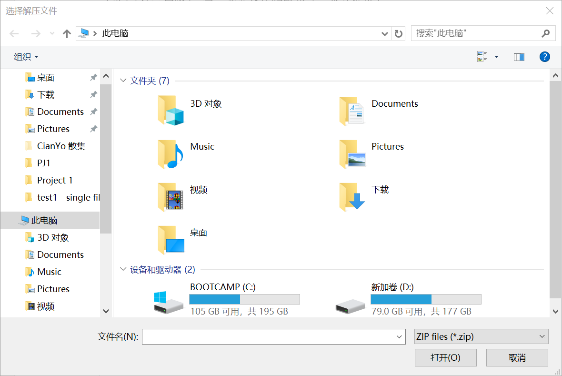 选择解压文件
此电脑
搜索"此电脑"
组织
桌面
下载
Documents
Pictures
CianYo 散集
PJ1
Project 1
test1 single fil
此电脑
3D 对象
Documents
Music
Pictures
视频
文件夹 (7)
3D 对象
Documents
Music
Pictures
视频
下载
桌面
设备和驱动器 (2)
BOOTCAMP (C:)
105 GB 可用，共 195 GB
新加卷 (D:)
79.0 GB 可用，共 177 GB
文件名(N):
ZIP files (*.zip)
打开(O)
取消